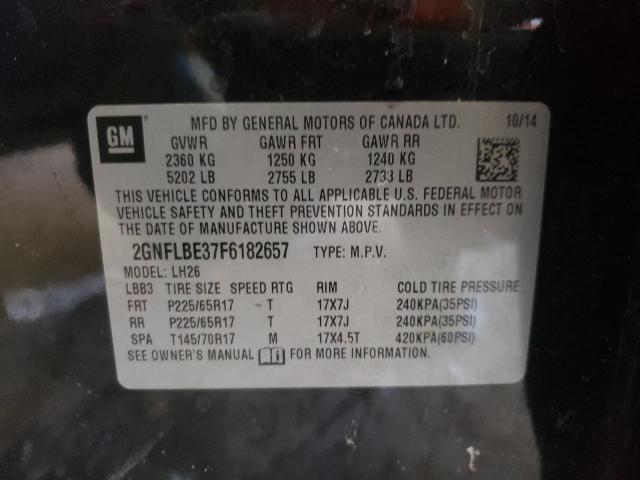 GM
MFD BY GENERAL MOTORS OF CANADA LTD. 10/14
GVWR GAWR FRT GAWR RR
2360 KG 1250 KG 1240 KG
5202 LB 2755 LB 2733 LB
THIS VEHICLE CONFORMS TO ALL APPLICABLE U.S. FEDERAL MOTOR
VEHICLE SAFETY AND THEFT PREVENTION STANDARDS IN EFFECT ON
THE DATE OF MANUFACTURE SHOWN ABOVE.
2GNFLBE37F6182657 TYPE: M.P.V.
MODEL: LH26
LBB3 TIRE SIZE SPEED RTG RIM COLD TIRE PRESSURE
FRT P225/65R17 T 17X7J 240KPA(35PSI)
RR P225/65R17 T 17X7J 240KPA(35PSI)
SPA T145/70R17 M 17X4.5T 420KPA(60PSI)
SEE OWNER'S MANUAL FOR MORE INFORMATION.